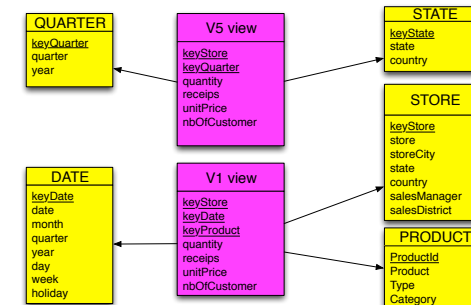 QUARTER
keyQuarter
quarter
year
V5 view
keyStore
keyQuarter
quantity
receips
unitPrice
nbOfCustomer
STATE
keyState
state
country
STORE
keyStore
store
storeCity
state
country
salesManager
salesDistrict
DATE
keyDate
date
month
quarter
year
day
week
holiday
V1 view
keyStore
keyDate
keyProduct
quantity
receips
unitPrice
nbOfCustomer
PRODUCT
ProductId
Product
Type
Category